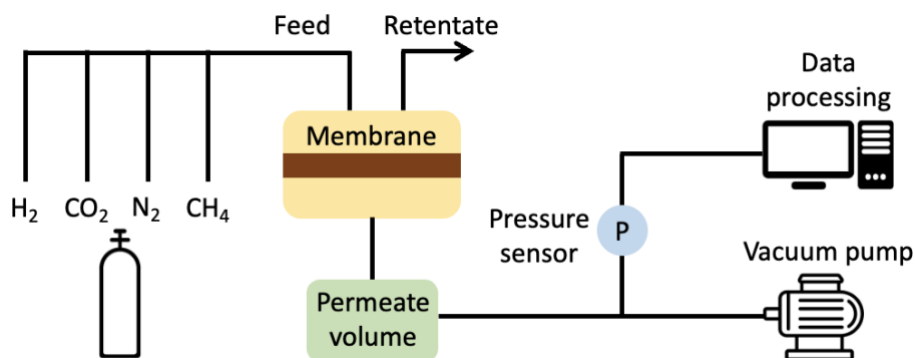 Feed
Retentate
Data
processing
Membrane
H₂
CO₂
N₂
CH₄
Pressure
sensor
P
Vacuum pump
Permeate
volume